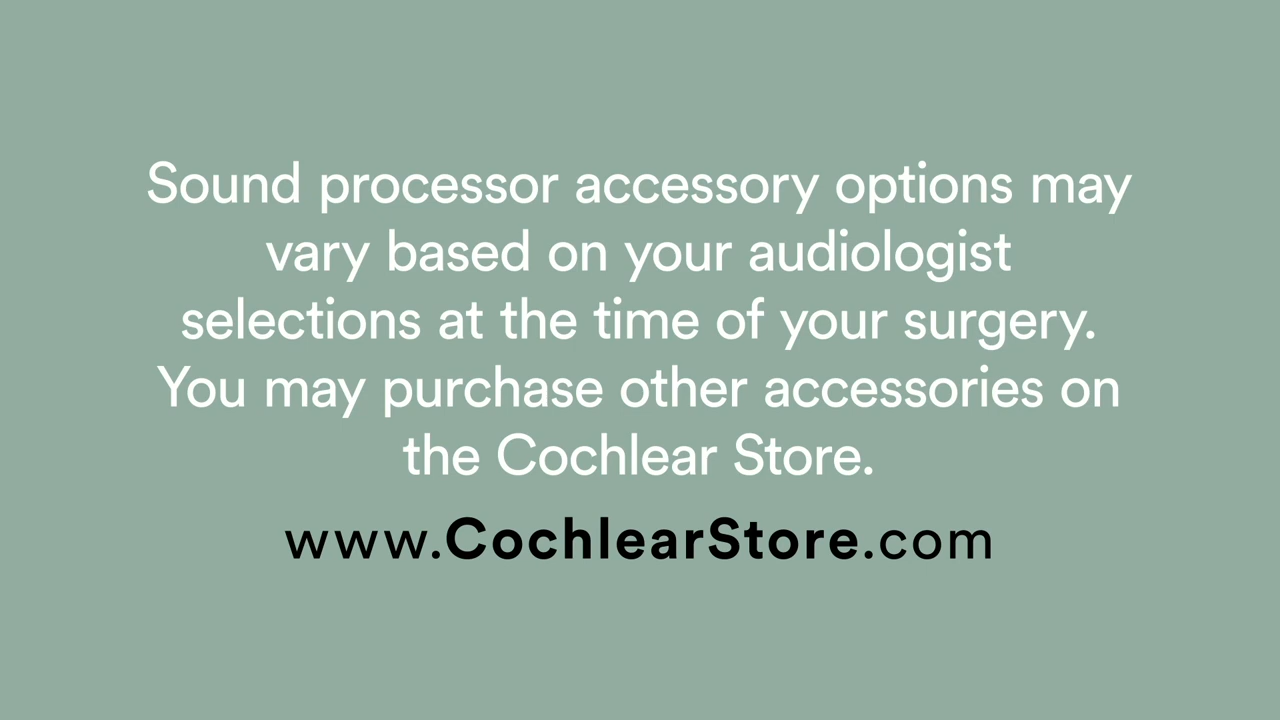 Sound processor accessory options may
vary based on your audiologist
selections at the time of your surgery.
You may purchase other accessories on
the Cochlear Store.
www.CochlearStore.com